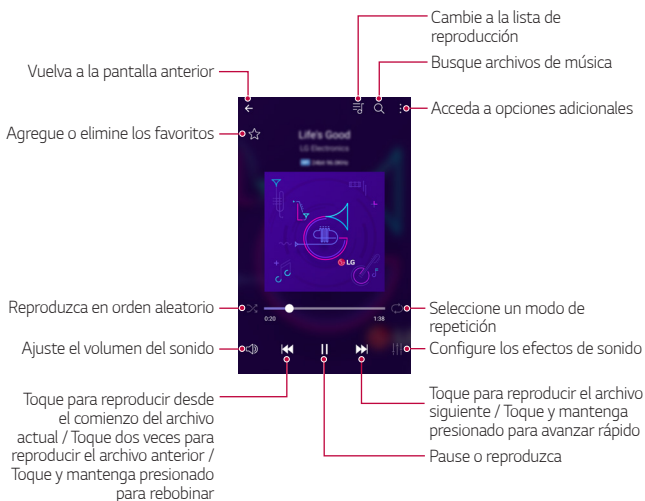 Cambie a la lista de
reproducción
Busque archivos de música
Vuelva a la pantalla anterior
Acceda a opciones adicionales
Agregue o elimine los favoritos
Life's Good
LG Electronics
LG
Reproduzca en orden aleatorio
0:20
1:38
Seleccione un modo de
repetición
Ajuste el volumen del sonido
Configure los efectos de sonido
Toque para reproducir desde
el comienzo del archivo
actual / Toque dos veces para
reproducir el archivo anterior /
Toque y mantenga presionado
para rebobinar
Toque para reproducir el archivo
siguiente / Toque y mantenga
presionado para avanzar rápido
Pause o reproduzca